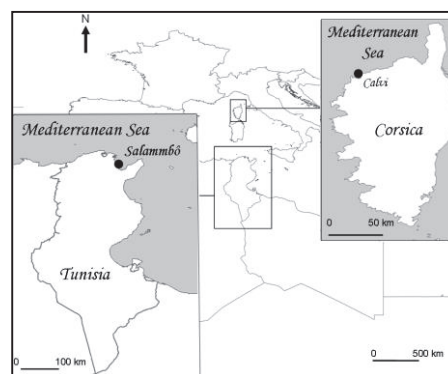 N
Mediterranean
Sea
Calvi
Corsica
0 50 km
Mediterranean Sea
Salammbô
Tunisia
0 100 km
0 500 km